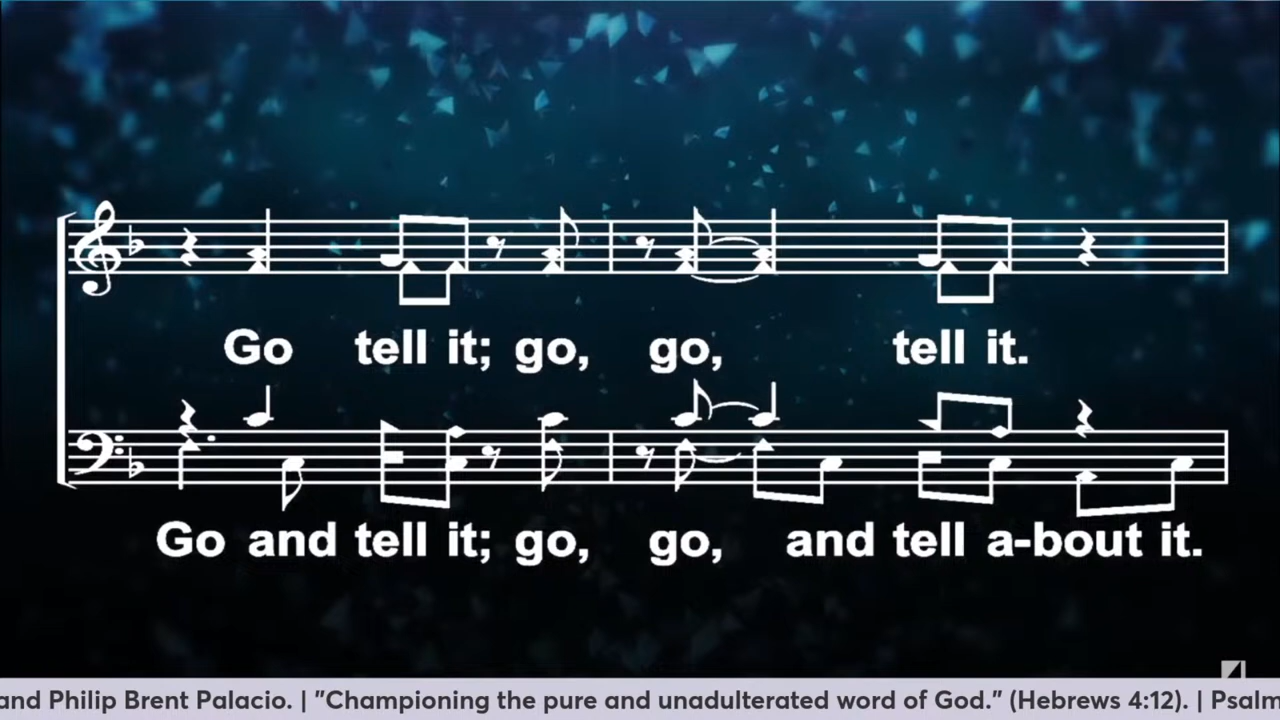 Go tell it; go, go, tell it.
Go and tell it; go, go, and tell a-bout it.
and Philip Brent Palacio. | "Championing the pure and unadulterated word of God." (Hebrews 4:12). | Psalm